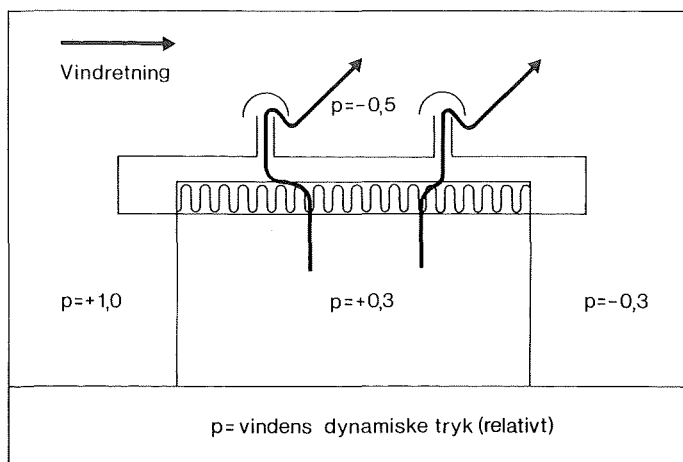 Vindretning
p=-0,5
p=+1,0
p=+0,3
p=-0,3
p=vindens dynamiske tryk (relativt)